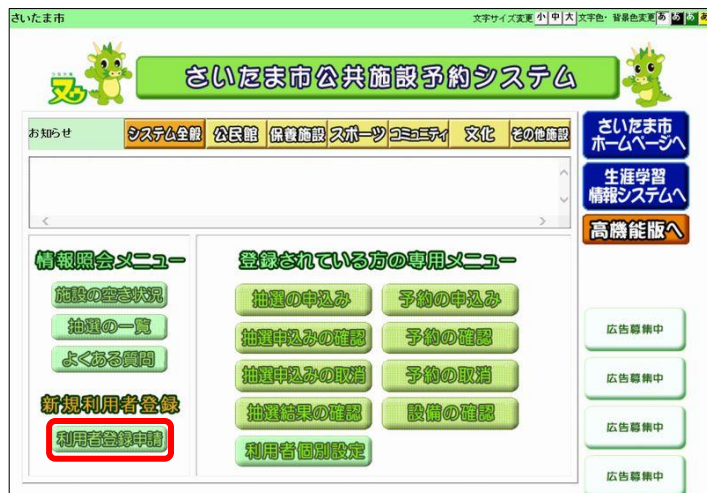 さいたま市
文字サイズ変更 小 中 大 文字色・背景色変更 あ あ あ あ
さいたま市公共施設予約システム
お知らせ
システム全般 公民館 保養施設 スポーツ コミュニティ 文化 その他施設
さいたま市
ホームページへ
生涯学習
情報システムへ
高機能版へ
情報照会メニュー
施設の空き状況
抽選の一覧
よくある質問
新規利用者登録
利用者登録申請
登録されている方の専用メニュー
抽選の申込み 予約の申込み
抽選申込みの確認 予約の確認
抽選申込みの取消 予約の取消
抽選結果の確認 設備の確認
利用者個別設定
広告募集中
広告募集中
広告募集中
広告募集中